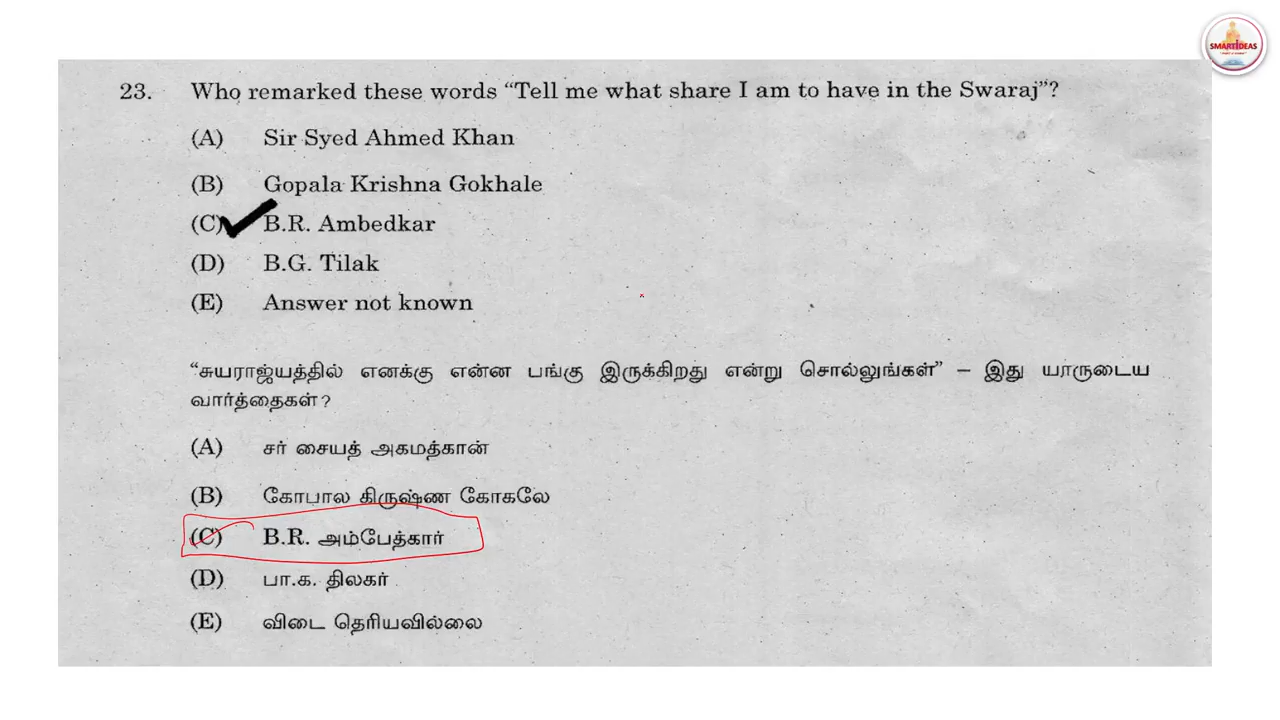 SMARTIDEAS
23. Who remarked these words “Tell me what share I am to have in the Swaraj”?
(A) Sir Syed Ahmed Khan
(B) Gopala Krishna Gokhale
(C) B.R. Ambedkar
(D) B.G. Tilak
(E) Answer not known
“சுயராஜ்யத்தில் எனக்கு என்ன பங்கு இருக்கிறது என்று சொல்லுங்கள்” – இது யாருடைய
வார்த்தைகள்?
(A) சர் சையத் அகமத்கான்
(B) கோபால கிருஷ்ண கோகலே
(C) B.R. அம்பேத்கார்
(D) பா.க. திலகர்
(E) விடை தெரியவில்லை